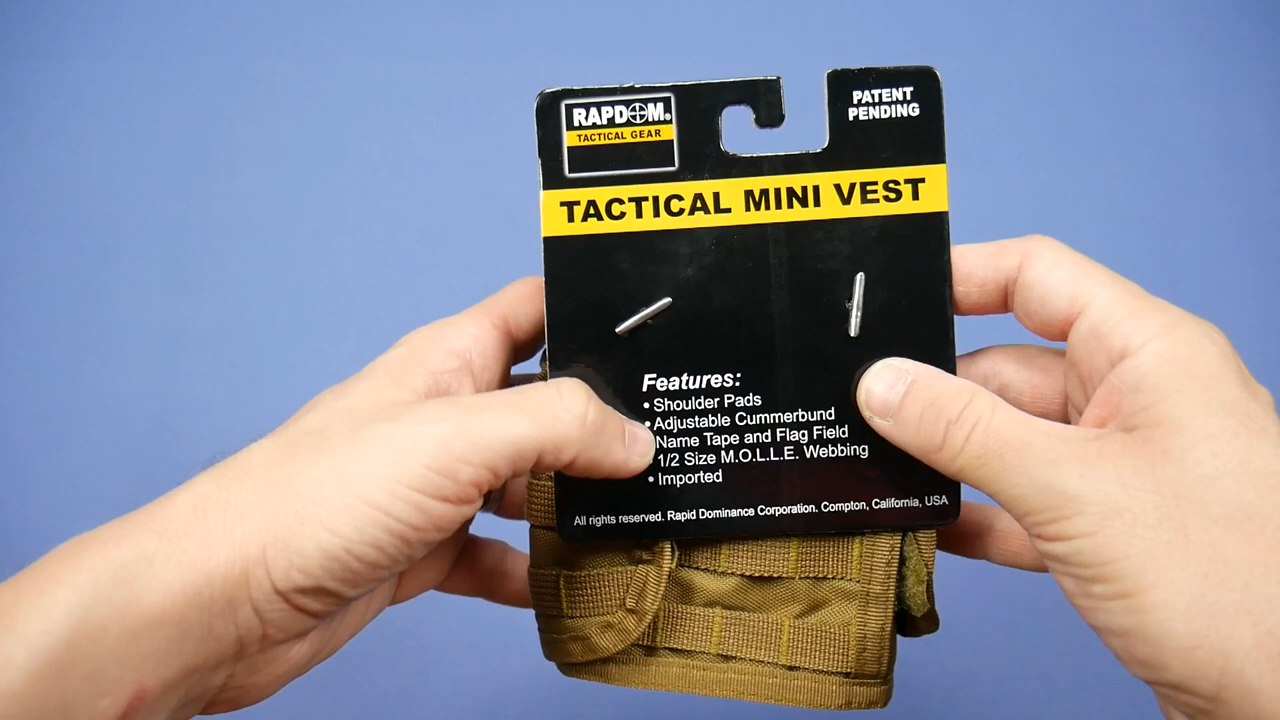 RAPDOM®
TACTICAL GEAR
PATENT
PENDING
TACTICAL MINI VEST
Features:
• Shoulder Pads
• Adjustable Cummerbund
Name Tape and Flag Field
1/2 Size M.O.L.L.E. Webbing
• Imported
All rights reserved. Rapid Dominance Corporation. Compton, California, USA